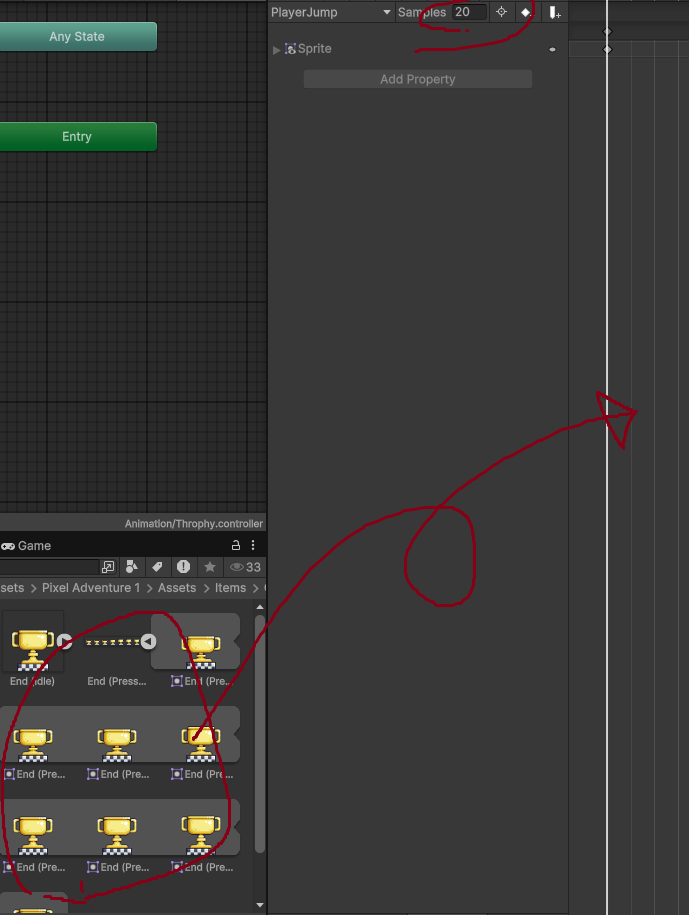 PlayerJump Samples 20
Any State
Sprite
Add Property
Entry
Animation/Throphy.controller
Game
33
sets > Pixel Adventure 1 > Assets > Items >
End (Idle) End (Press... End (Pre...
End (Pre... End (Pre... End (Pre...
End (Pre... End (Pre... End (Pre...